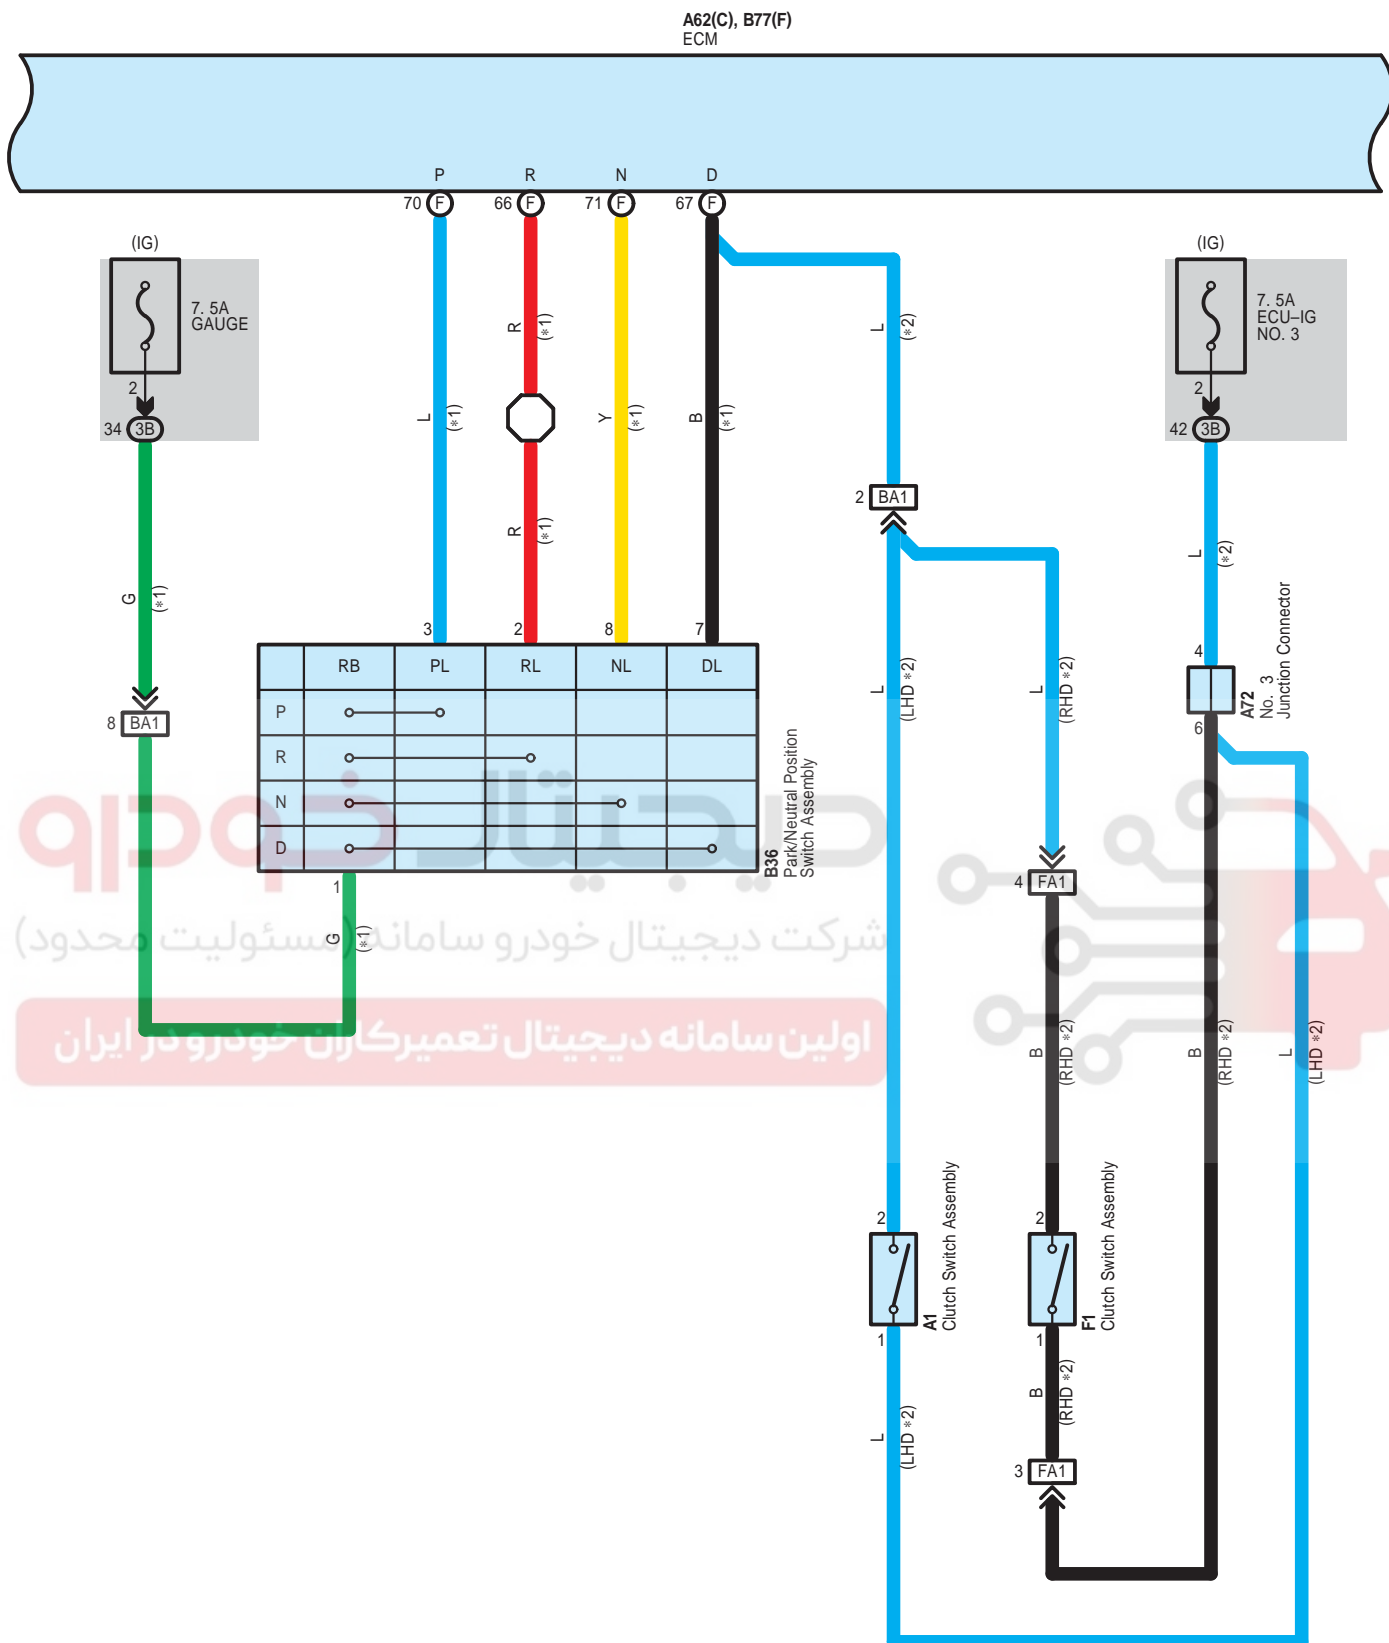 A62(C), B77(F)
ECM
P
R
N
D
70 F
66 F
71 F
67 F
(IG)
7. 5A
GAUGE
2
34 3B
(IG)
7. 5A
ECU–IG
NO. 3
2
42 3B
L
(*1)
R
(*1)
R
(*1)
Y
(*1)
B
(*1)
L
(*2)
L
(*2)
G
(*1)
2 BA1
8 BA1
3
2
8
7
RB PL RL NL DL
P
R
N
D
B36
Park/Neutral Position
Switch Assembly
1
G
(*1)
L
(LHD *2)
L
(RHD *2)
4
A72
No. 3
Junction Connector
6
4 FA1
دیجیتال خودرو
شرکت دیجیتال خودرو سامانه (مسئولیت محدود)
اولین سامانه دیجیتال تعمیرکاران خودرو در ایران
B
(RHD *2)
B
(RHD *2)
L
(LHD *2)
2
A1
Clutch Switch Assembly
1
2
F1
Clutch Switch Assembly
1
L
(LHD *2)
B
(RHD *2)
3 FA1